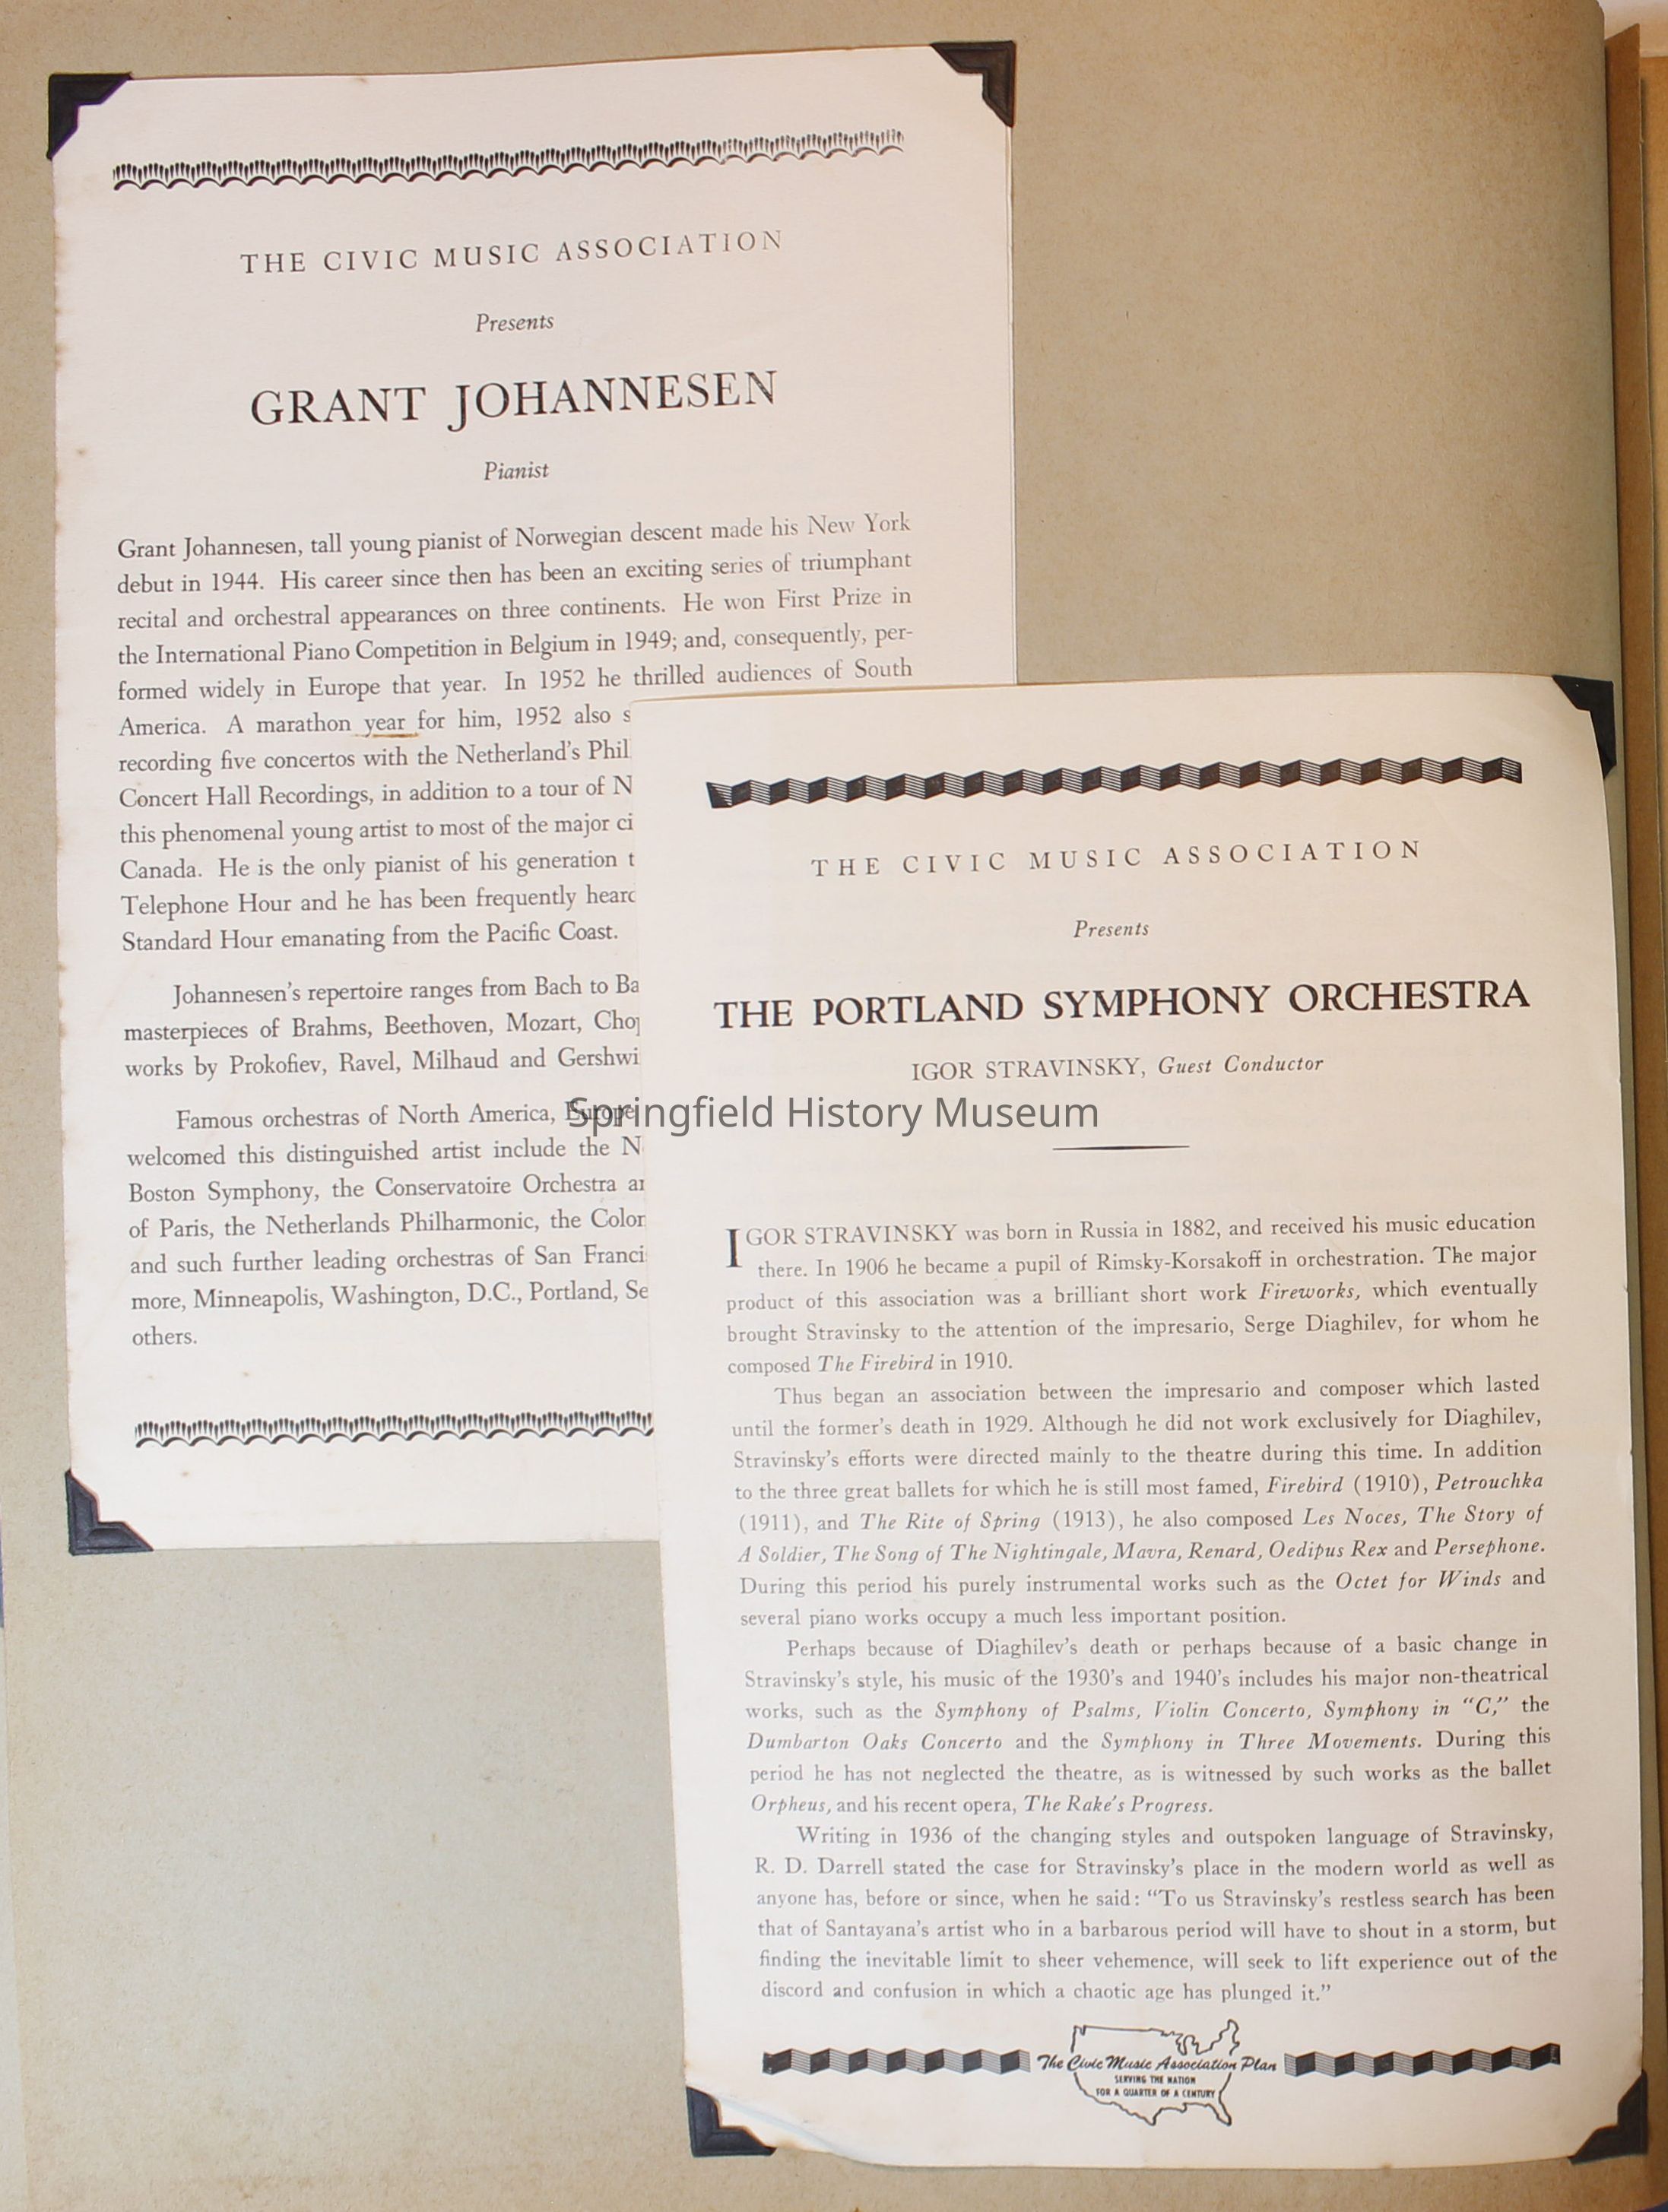 THE CIVIC MUSIC ASSOCIATION
Presents
GRANT JOHANNESEN
Pianist
Grant Johannesen, tall young pianist of Norwegian descent made his New York
debut in 1944. His career since then has been an exciting series of triumphant
recital and orchestral appearances on three continents. He won First Prize in
the International Piano Competition in Belgium in 1949; and, consequently, per-
formed widely in Europe that year. In 1952 he thrilled audiences of South
America. A marathon year for him, 1952 also
recording five concertos with the Netherland's
Concert Hall Recordings, in addition to a tour of
this phenomenal young artist to most of the major
Canada. He is the only pianist of his generation
Telephone Hour and he has been frequently
Standard Hour emanating from the Pacific Coast.
Johannesen's repertoire ranges from Bach to
masterpieces of Brahms, Beethoven, Mozart,
works by Prokofiev, Ravel, Milhaud and
Famous orchestras of North America, Europe
welcomed this distinguished artist include the
Boston Symphony, the Conservatoire Orchestra
of Paris, the Netherlands Philharmonic, the
and such further leading orchestras of San
more, Minneapolis, Washington, D.C., Portland,
others.
THE CIVIC MUSIC ASSOCIATION
Presents
THE PORTLAND SYMPHONY ORCHESTRA
IGOR STRAVINSKY, Guest Conductor
Springfield History Museum
IGOR STRAVINSKY was born in Russia in 1882, and received his music education
there. In 1906 he became a pupil of Rimsky-Korsakoff in orchestration. The major
product of this association was a brilliant short work Fireworks, which eventually
brought Stravinsky to the attention of the impresario, Serge Diaghilev, for whom he
composed The Firebird in 1910.
Thus began an association between the impresario and composer which lasted
until the former's death in 1929. Although he did not work exclusively for Diaghilev,
Stravinsky's efforts were directed mainly to the theatre during this time. In addition
to the three great ballets for which he is still most famed, Firebird (1910), Petrouchka
(1911), and The Rite of Spring (1913), he also composed Les Noces, The Story of
A Soldier, The Song of The Nightingale, Mavra, Renard, Oedipus Rex and Persephone.
During this period his purely instrumental works such as the Octet for Winds and
several piano works occupy a much less important position.
Perhaps because of Diaghilev's death or perhaps because of a basic change in
Stravinsky's style, his music of the 1930's and 1940's includes his major non-theatrical
works, such as the Symphony of Psalms, Violin Concerto, Symphony in "C," the
Dumbarton Oaks Concerto and the Symphony in Three Movements. During this
period he has not neglected the theatre, as is witnessed by such works as the ballet
Orpheus, and his recent opera, The Rake's Progress.
Writing in 1936 of the changing styles and outspoken language of Stravinsky,
R. D. Darrell stated the case for Stravinsky's place in the modern world as well as
anyone has, before or since, when he said: "To us Stravinsky's restless search has been
that of Santayana's artist who in a barbarous period will have to shout in a storm, but
finding the inevitable limit to sheer vehemence, will seek to lift experience out of the
discord and confusion in which a chaotic age has plunged it."
The Civic Music Association Plan
SERVING THE NATION
FOR A QUARTER OF A CENTURY